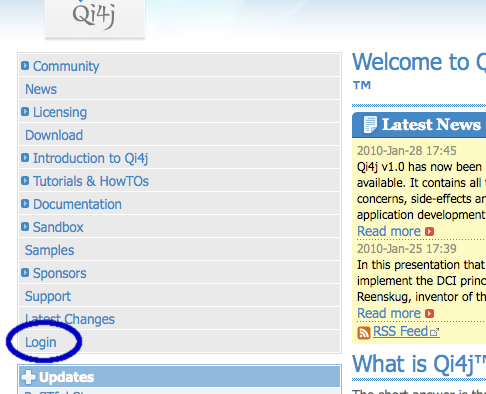 Qi4j
Community
News
Licensing
Download
Introduction to Qi4j
Tutorials & HowTOs
Documentation
Sandbox
Samples
Sponsors
Support
Latest Changes
Login
Updates
Welcome to Q
™
Latest News
2010-Jan-28 17:45
Qi4j v1.0 has now been
available. It contains all
concerns, side-effects an
application development
Read more
2010-Jan-25 17:39
In this presentation that
implement the DCI princ
Reenskug, inventor of th
Read more
RSS Feed
What is Qi4j™